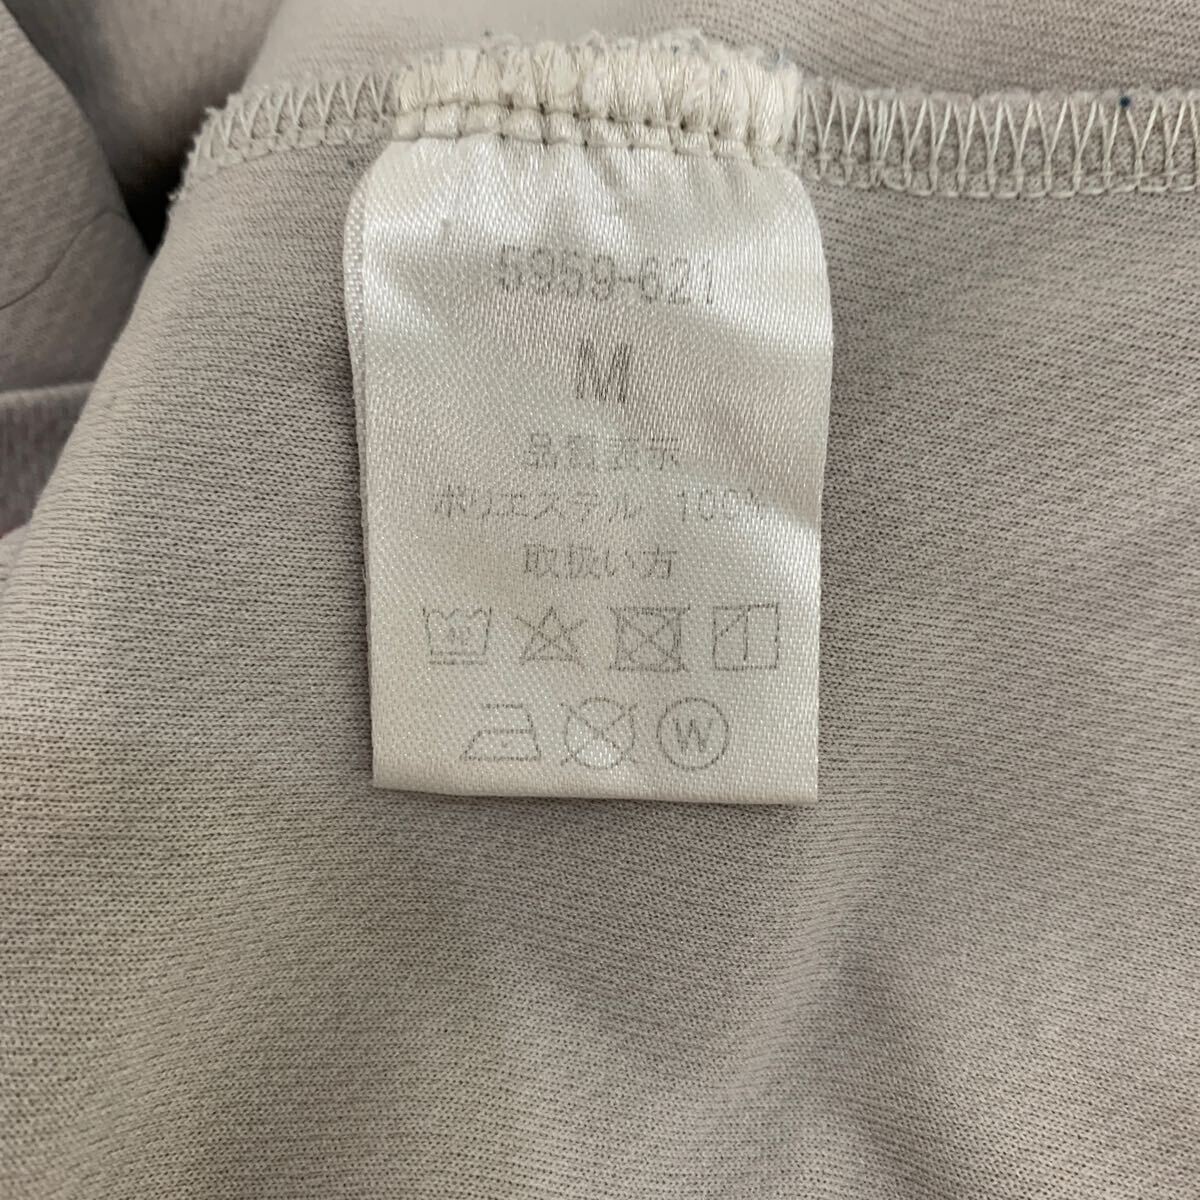 5959-621
M
品質表示
ポリエステル 100%
取扱い方
W